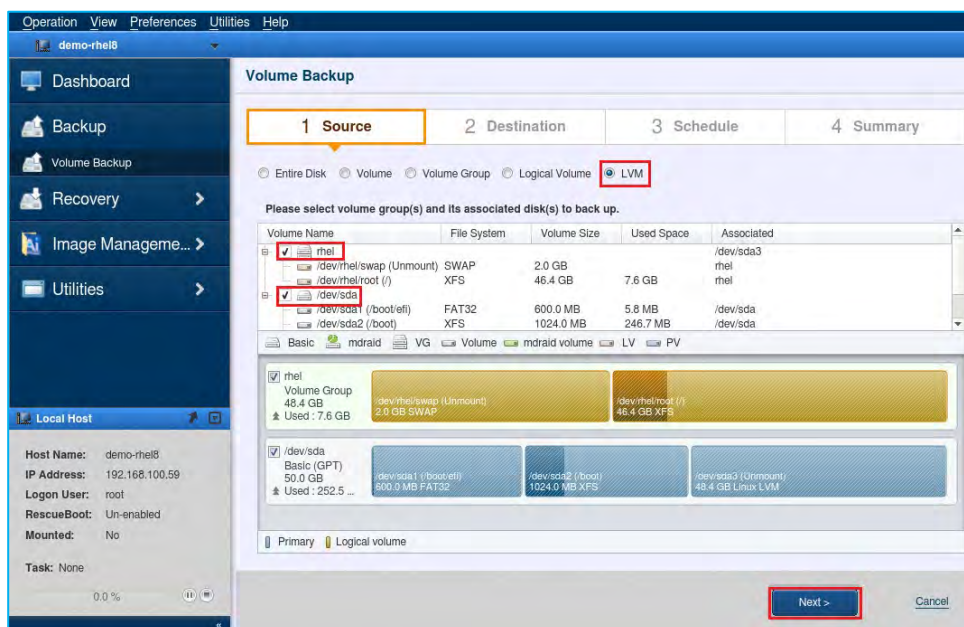 Operation View Preferences Utilities Help
demo-rhel8
Dashboard
Backup
Volume Backup
Recovery >
Image Manageme... >
Utilities >
Local Host
Host Name: demo-rhel8
IP Address: 192.168.100.59
Logon User: root
RescueBoot: Un-enabled
Mounted: No
Task: None
0.0 %
Volume Backup
1 Source 2 Destination 3 Schedule 4 Summary
Entire Disk Volume Volume Group Logical Volume LVM
Please select volume group(s) and its associated disk(s) to back up.
Volume Name File System Volume Size Used Space Associated
rhel /dev/sda3
/dev/rhel/swap (Unmount) SWAP 2.0 GB rhel
/dev/rhel/root (/) XFS 46.4 GB 7.6 GB rhel
/dev/sda
/dev/sda1 (/boot/efi) FAT32 600.0 MB 5.8 MB /dev/sda
/dev/sda2 (/boot) XFS 1024.0 MB 246.7 MB /dev/sda
Basic mdraid VG Volume mdraid volume LV PV
rhel
Volume Group
48.4 GB
Used : 7.6 GB
/dev/rhel/swap (Unmount)
2.0 GB SWAP
/dev/rhel/root (/)
46.4 GB XFS
/dev/sda
Basic (GPT)
50.0 GB
Used : 252.5 ...
/dev/sda1 (/boot/efi)
600.0 MB FAT32
/dev/sda2 (/boot)
1024.0 MB XFS
/dev/sda3 (Unmount)
48.4 GB Linux LVM
Primary Logical volume
Next > Cancel